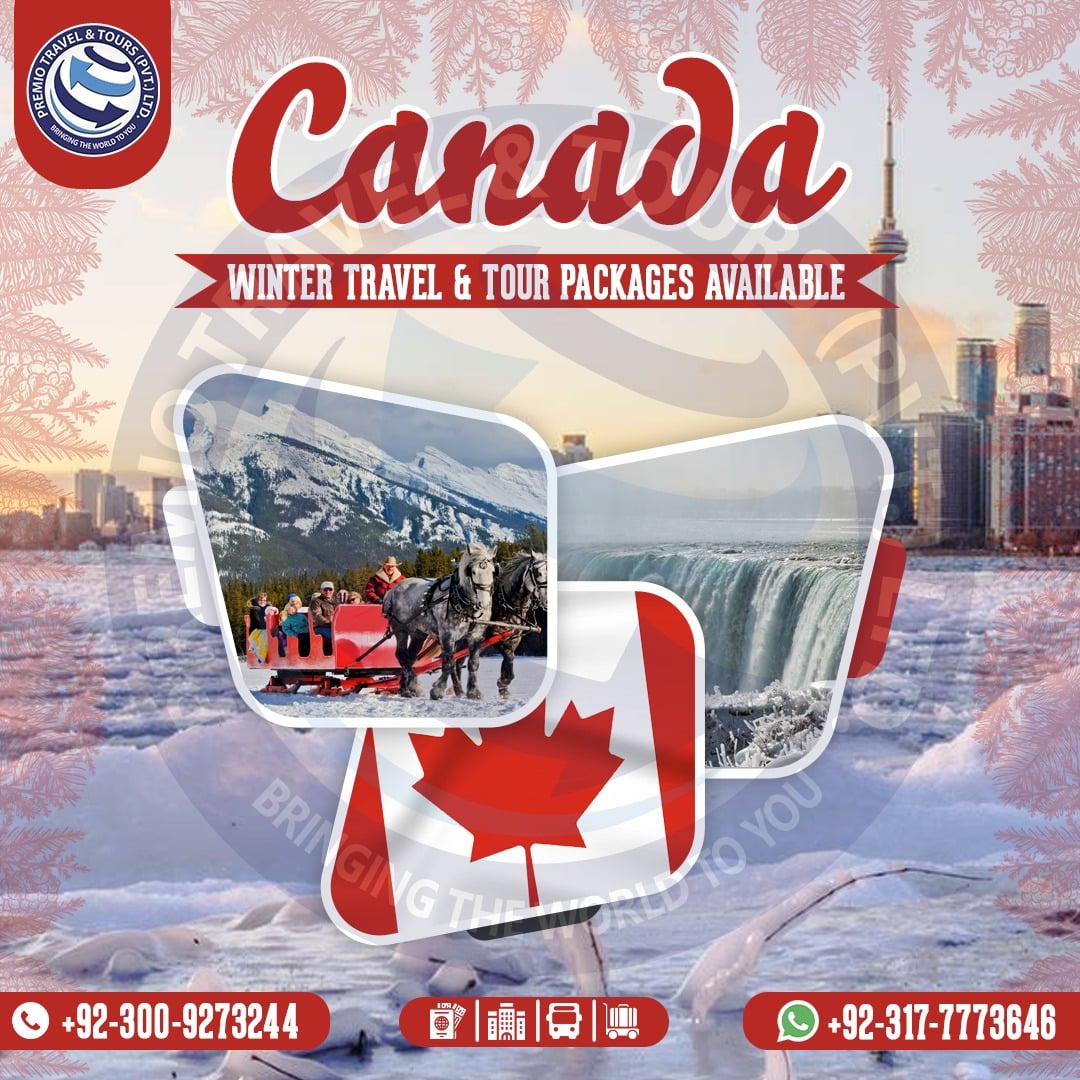 PREMIO TRAVEL & TOURS (PVT.) LTD.
BRINGING THE WORLD TO YOU
Canada
WINTER TRAVEL & TOUR PACKAGES AVAILABLE
BRINGING THE WORLD TO YOU
+92-300-9273244
+92-317-7773646